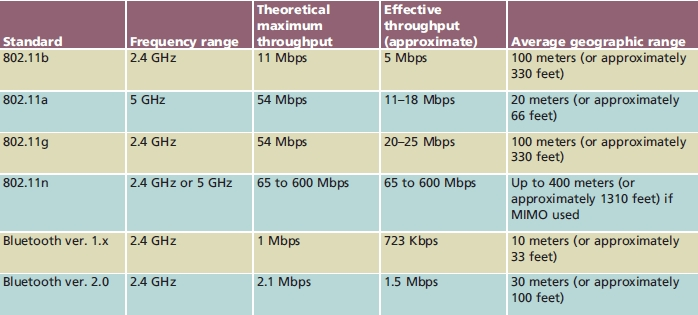 Standard Frequency range Theoretical maximum throughput Effective throughput (approximate) Average geographic range
802.11b 2.4 GHz 11 Mbps 5 Mbps 100 meters (or approximately 330 feet)
802.11a 5 GHz 54 Mbps 11–18 Mbps 20 meters (or approximately 66 feet)
802.11g 2.4 GHz 54 Mbps 20–25 Mbps 100 meters (or approximately 330 feet)
802.11n 2.4 GHz or 5 GHz 65 to 600 Mbps 65 to 600 Mbps Up to 400 meters (or approximately 1310 feet) if MIMO used
Bluetooth ver. 1.x 2.4 GHz 1 Mbps 723 Kbps 10 meters (or approximately 33 feet)
Bluetooth ver. 2.0 2.4 GHz 2.1 Mbps 1.5 Mbps 30 meters (or approximately 100 feet)